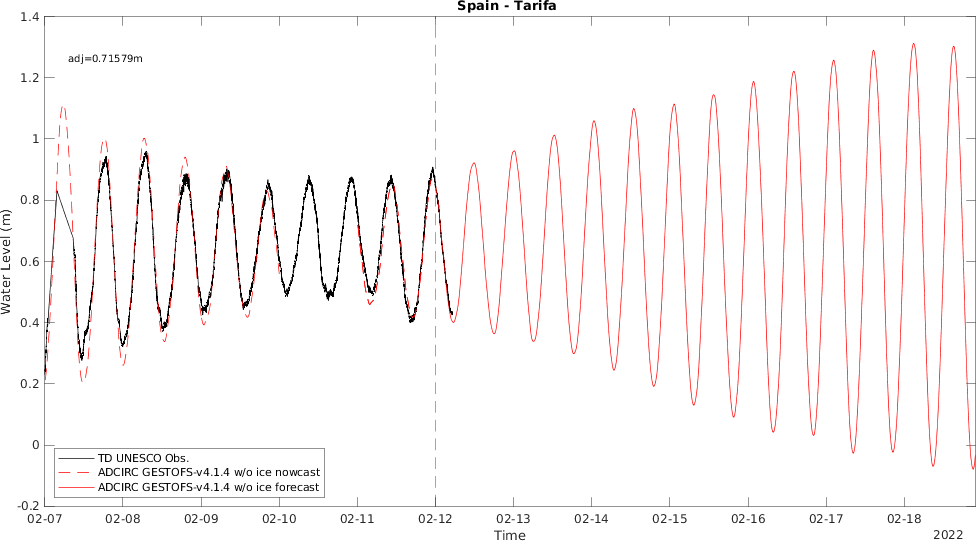 Spain - Tarifa
1.4
1.2
1
0.8
0.6
0.4
0.2
0
-0.2
Water Level (m)
adj=0.71579m
TD UNESCO Obs.
ADCIRC GESTOFS-v4.1.4 w/o ice nowcast
ADCIRC GESTOFS-v4.1.4 w/o ice forecast
02-07 02-08 02-09 02-10 02-11 02-12 02-13 02-14 02-15 02-16 02-17 02-18
Time
2022